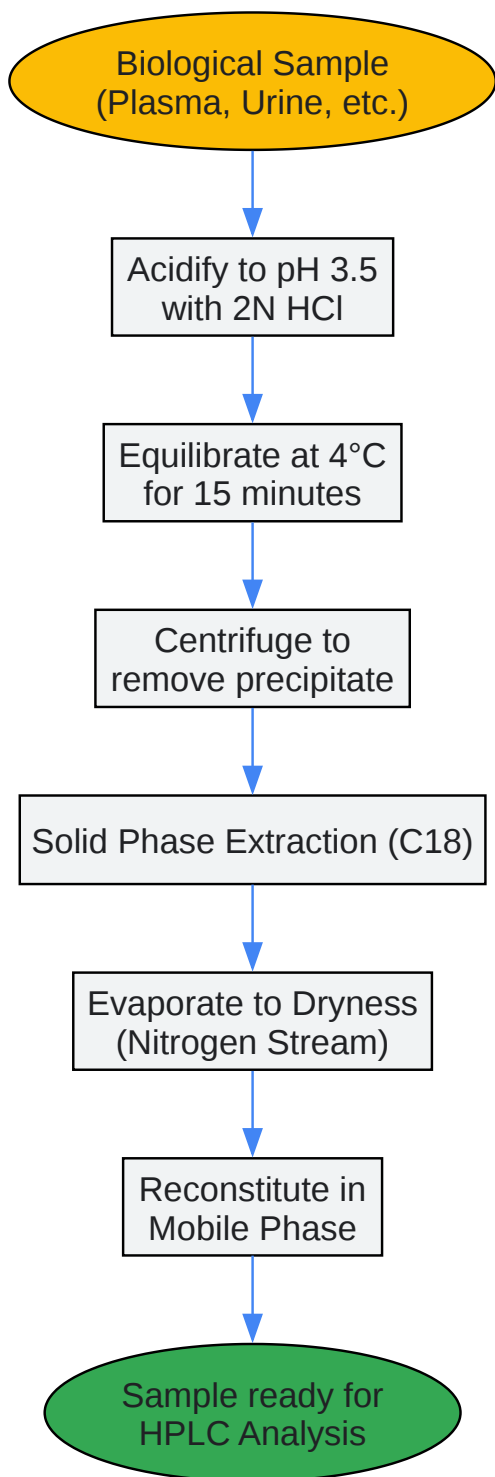 Biological Sample
(Plasma, Urine, etc.)
Acidify to pH 3.5
with 2N HCl
Equilibrate at 4°C
for 15 minutes
Centrifuge to
remove precipitate
Solid Phase Extraction (C18)
Evaporate to Dryness
(Nitrogen Stream)
Reconstitute in
Mobile Phase
Sample ready for
HPLC Analysis